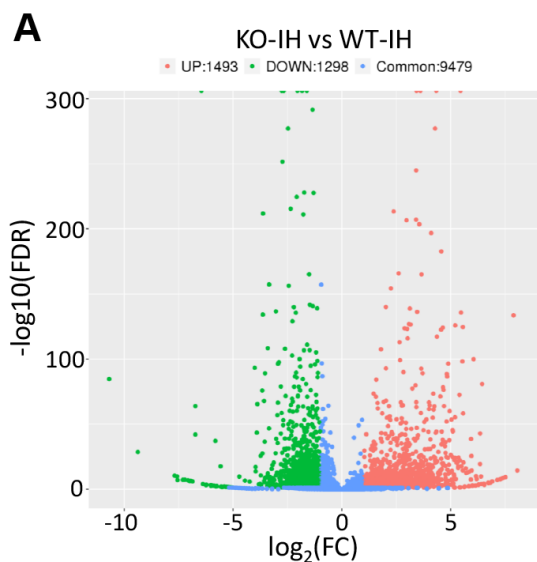 A
KO-IH vs WT-IH
UP:1493 DOWN:1298 Common:9479
300
200
100
0
-log10(FDR)
-10 -5 0 5
log₂(FC)